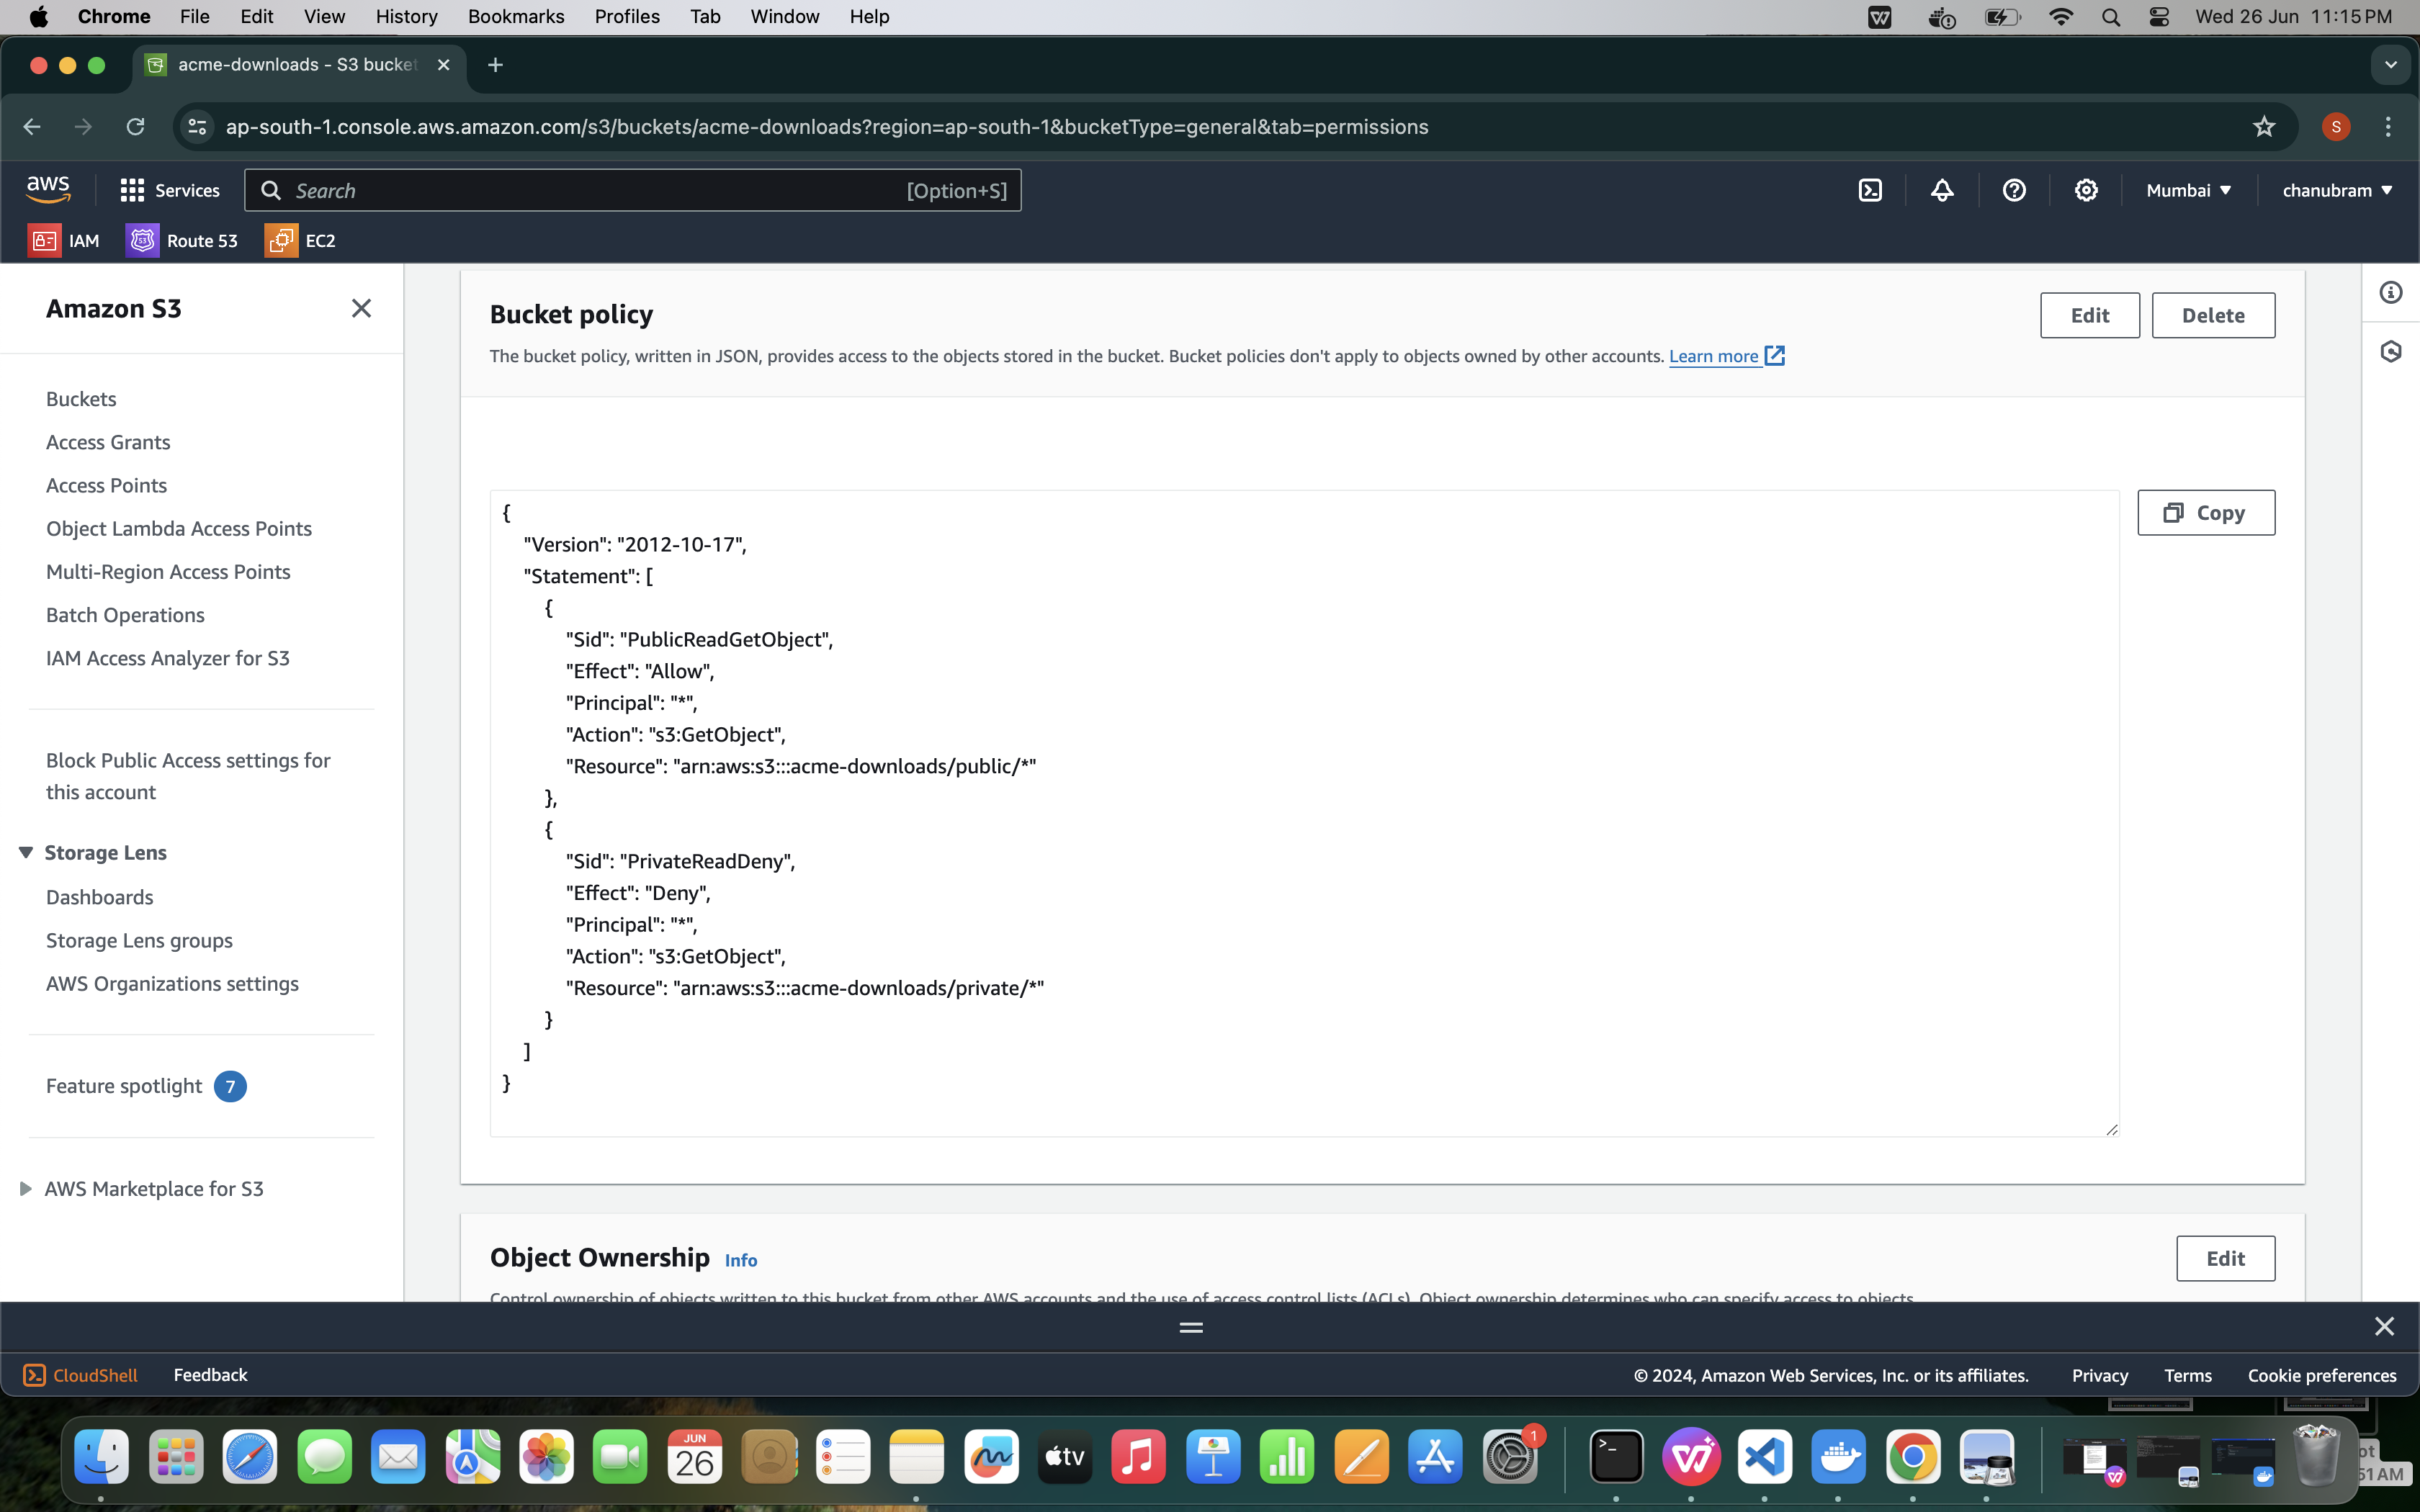 Chrome File Edit View History Bookmarks Profiles Tab Window Help Wed 26 Jun 11:15 PM
acme-downloads - S3 bucket
ap-south-1.console.aws.amazon.com/s3/buckets/acme-downloads?region=ap-south-1&bucketType=general&tab=permissions
S
aws Services Search [Option+S] Mumbai chanubram
IAM Route 53 EC2
Amazon S3
Buckets
Access Grants
Access Points
Object Lambda Access Points
Multi-Region Access Points
Batch Operations
IAM Access Analyzer for S3
Block Public Access settings for
this account
Storage Lens
Dashboards
Storage Lens groups
AWS Organizations settings
Feature spotlight 7
AWS Marketplace for S3
Bucket policy Edit Delete
The bucket policy, written in JSON, provides access to the objects stored in the bucket. Bucket policies don't apply to objects owned by other accounts. Learn more
Copy
{
"Version": "2012-10-17",
"Statement": [
{
"Sid": "PublicReadGetObject",
"Effect": "Allow",
"Principal": "*",
"Action": "s3:GetObject",
"Resource": "arn:aws:s3:::acme-downloads/public/*"
},
{
"Sid": "PrivateReadDeny",
"Effect": "Deny",
"Principal": "*",
"Action": "s3:GetObject",
"Resource": "arn:aws:s3:::acme-downloads/private/*"
}
]
}
Object Ownership Info Edit
Control ownership of objects written to this bucket from other AWS accounts and the use of access control lists (ACLs). Object ownership determines who can specify access to objects.
CloudShell Feedback © 2024, Amazon Web Services, Inc. or its affiliates. Privacy Terms Cookie preferences
JUN
26
tv
1